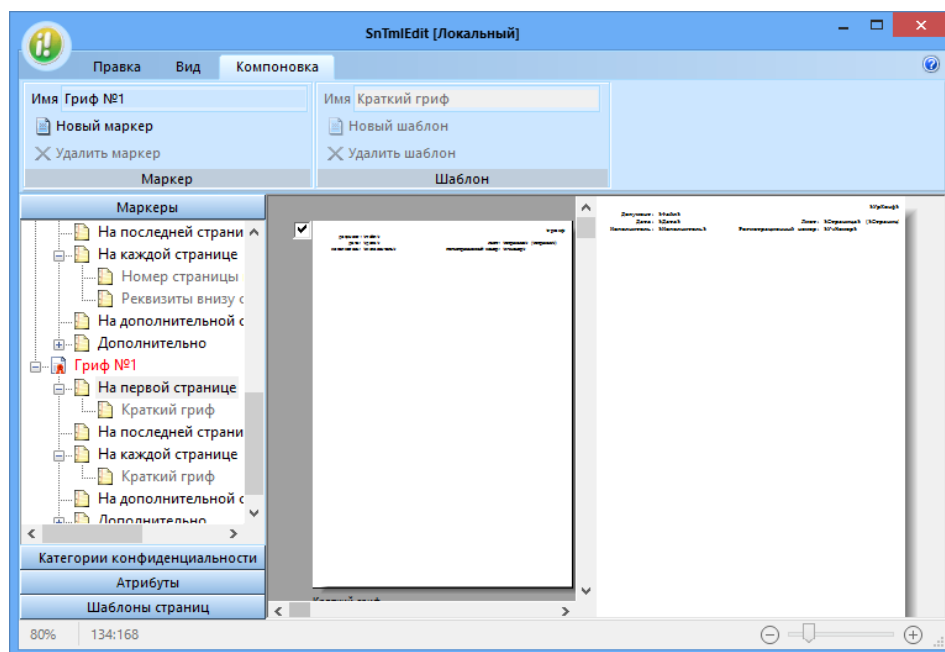 SnTmlEdit [Локальный]
Правка Вид Компоновка
Имя Гриф №1
Новый маркер
Удалить маркер
Маркер
Имя Краткий гриф
Новый шаблон
Удалить шаблон
Шаблон
Маркеры
На последней страни
На каждой странице
Номер страницы
Реквизиты внизу с
На дополнительной с
Дополнительно
Гриф №1
На первой странице
Краткий гриф
На последней страни
На каждой странице
Краткий гриф
На дополнительной с
Дополнительно
Категории конфиденциальности
Атрибуты
Шаблоны страниц
Краткий гриф
80% 134:168